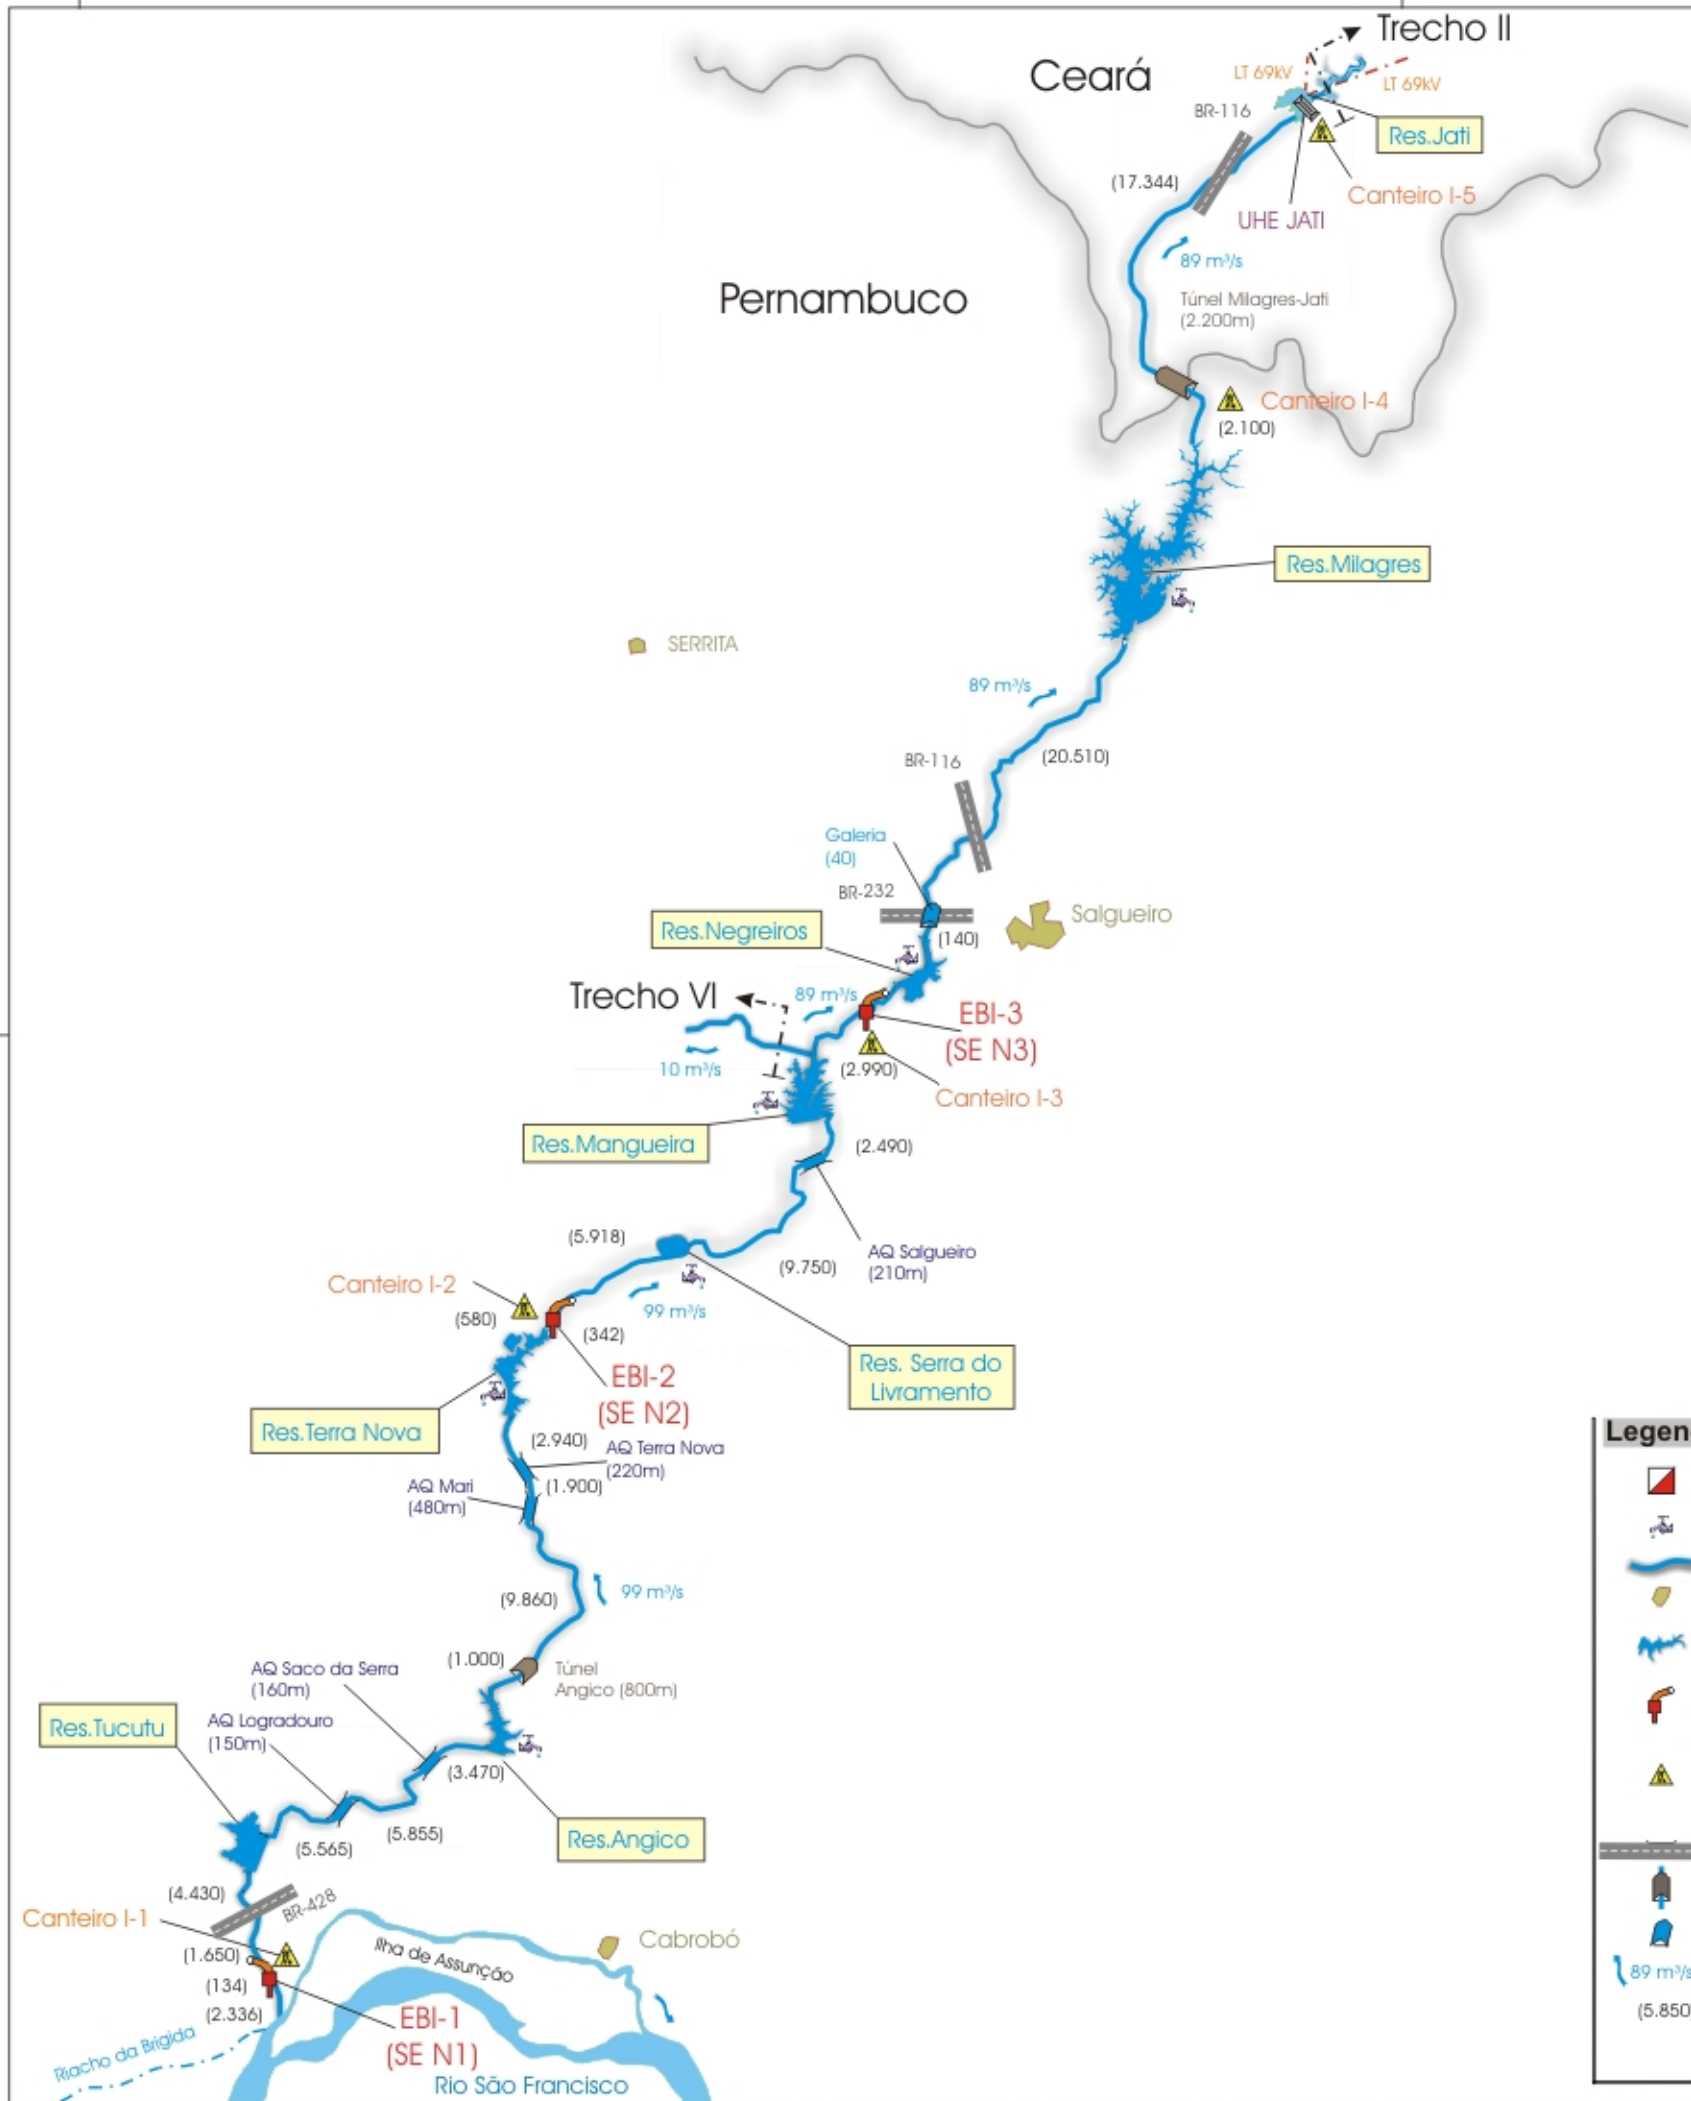 Trecho II
Ceará
LT 69kV
LT 69kV
BR-116
Res.Jati
(17.344)
Canteiro I-5
UHE JATI
89 m³/s
Pernambuco
Túnel Milagres-Jati
(2.200m)
Canteiro I-4
(2.100)
Res.Milagres
SERRITA
89 m³/s
(20.510)
BR-116
Galeria
(40)
BR-232
Salgueiro
Res.Negreiros
(140)
Trecho VI
89 m³/s
EBI-3
(SE N3)
10 m³/s
(2.990)
Canteiro I-3
Res.Mangueira
(2.490)
(5.918)
AQ Salgueiro
(210m)
(9.750)
Canteiro I-2
(580)
99 m³/s
(342)
Res. Serra do
Livramento
EBI-2
(SE N2)
Res.Terra Nova
(2.940)
AQ Terra Nova
(220m)
AQ Mari
(480m)
(1.900)
Legen
(9.860)
99 m³/s
(1.000)
Túnel
Angico (800m)
AQ Saco da Serra
(160m)
AQ Logradouro
(150m)
Res.Tucutu
(3.470)
(5.855)
(5.565)
Res.Angico
(4.430)
BR-428
Canteiro I-1
(1.650)
Ilha de Assunção
Cabrobó
(134)
(2.336)
89 m³/s
(5.850
EBI-1
(SE N1)
Riacho da Brígida
Rio São Francisco